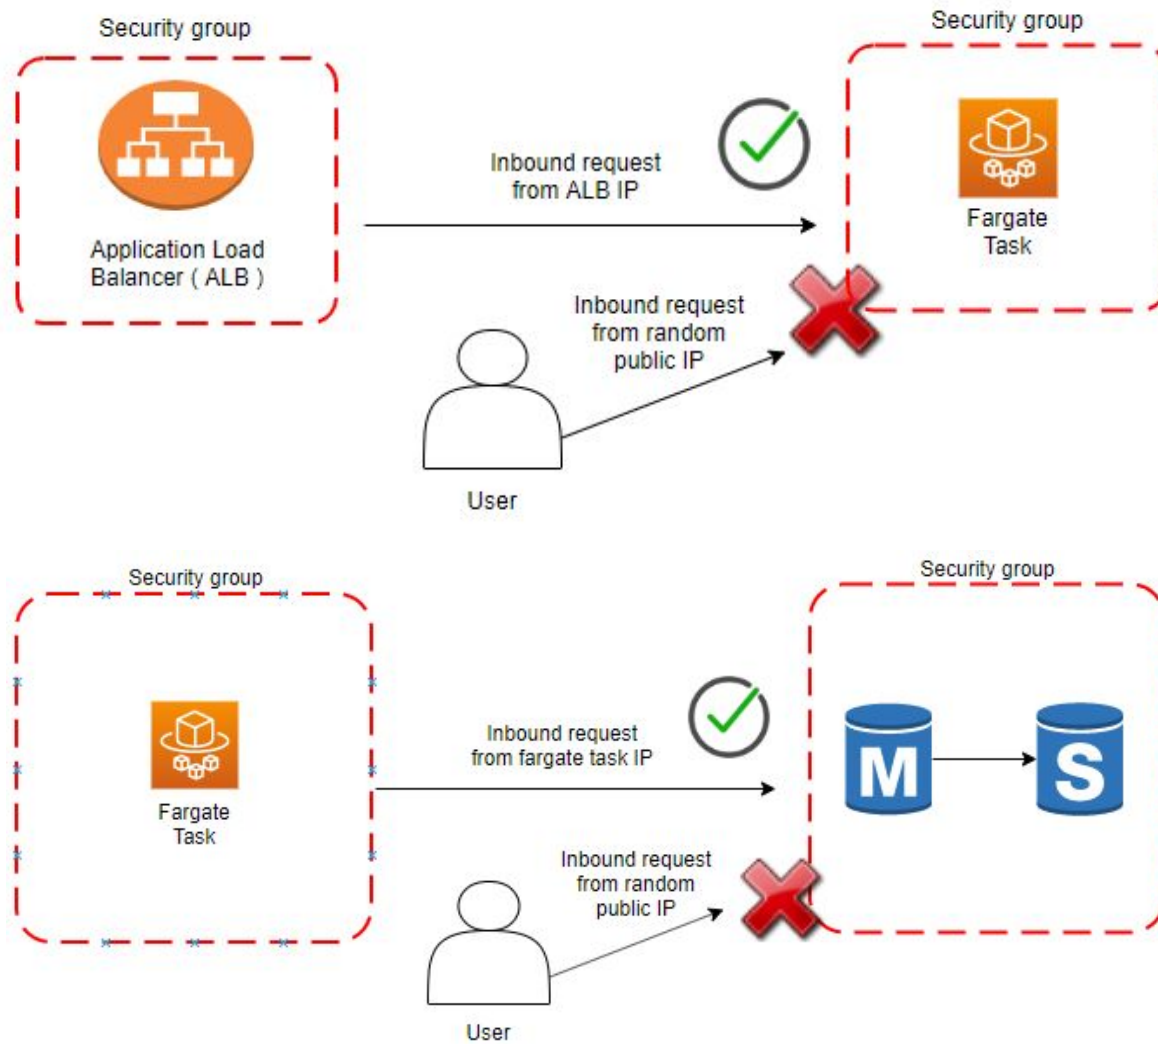 Security group
Security group
Application Load
Balancer ( ALB )
Inbound request
from ALB IP
Fargate
Task
Inbound request
from random
public IP
User
Security group
Security group
Fargate
Task
Inbound request
from fargate task IP
M
S
Inbound request
from random
public IP
User